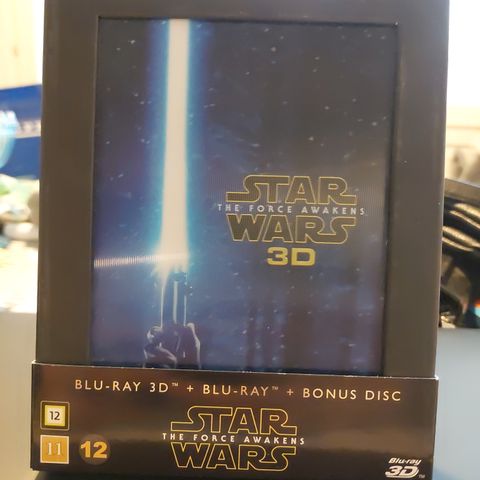 STAR
THE FORCE AWAKENS
WARS
3D
BLU-RAY 3D™ + BLU-RAY™ + BONUS DISC
12
STAR
THE FORCE AWAKENS
WARS
11 12
Blu-ray
3D™